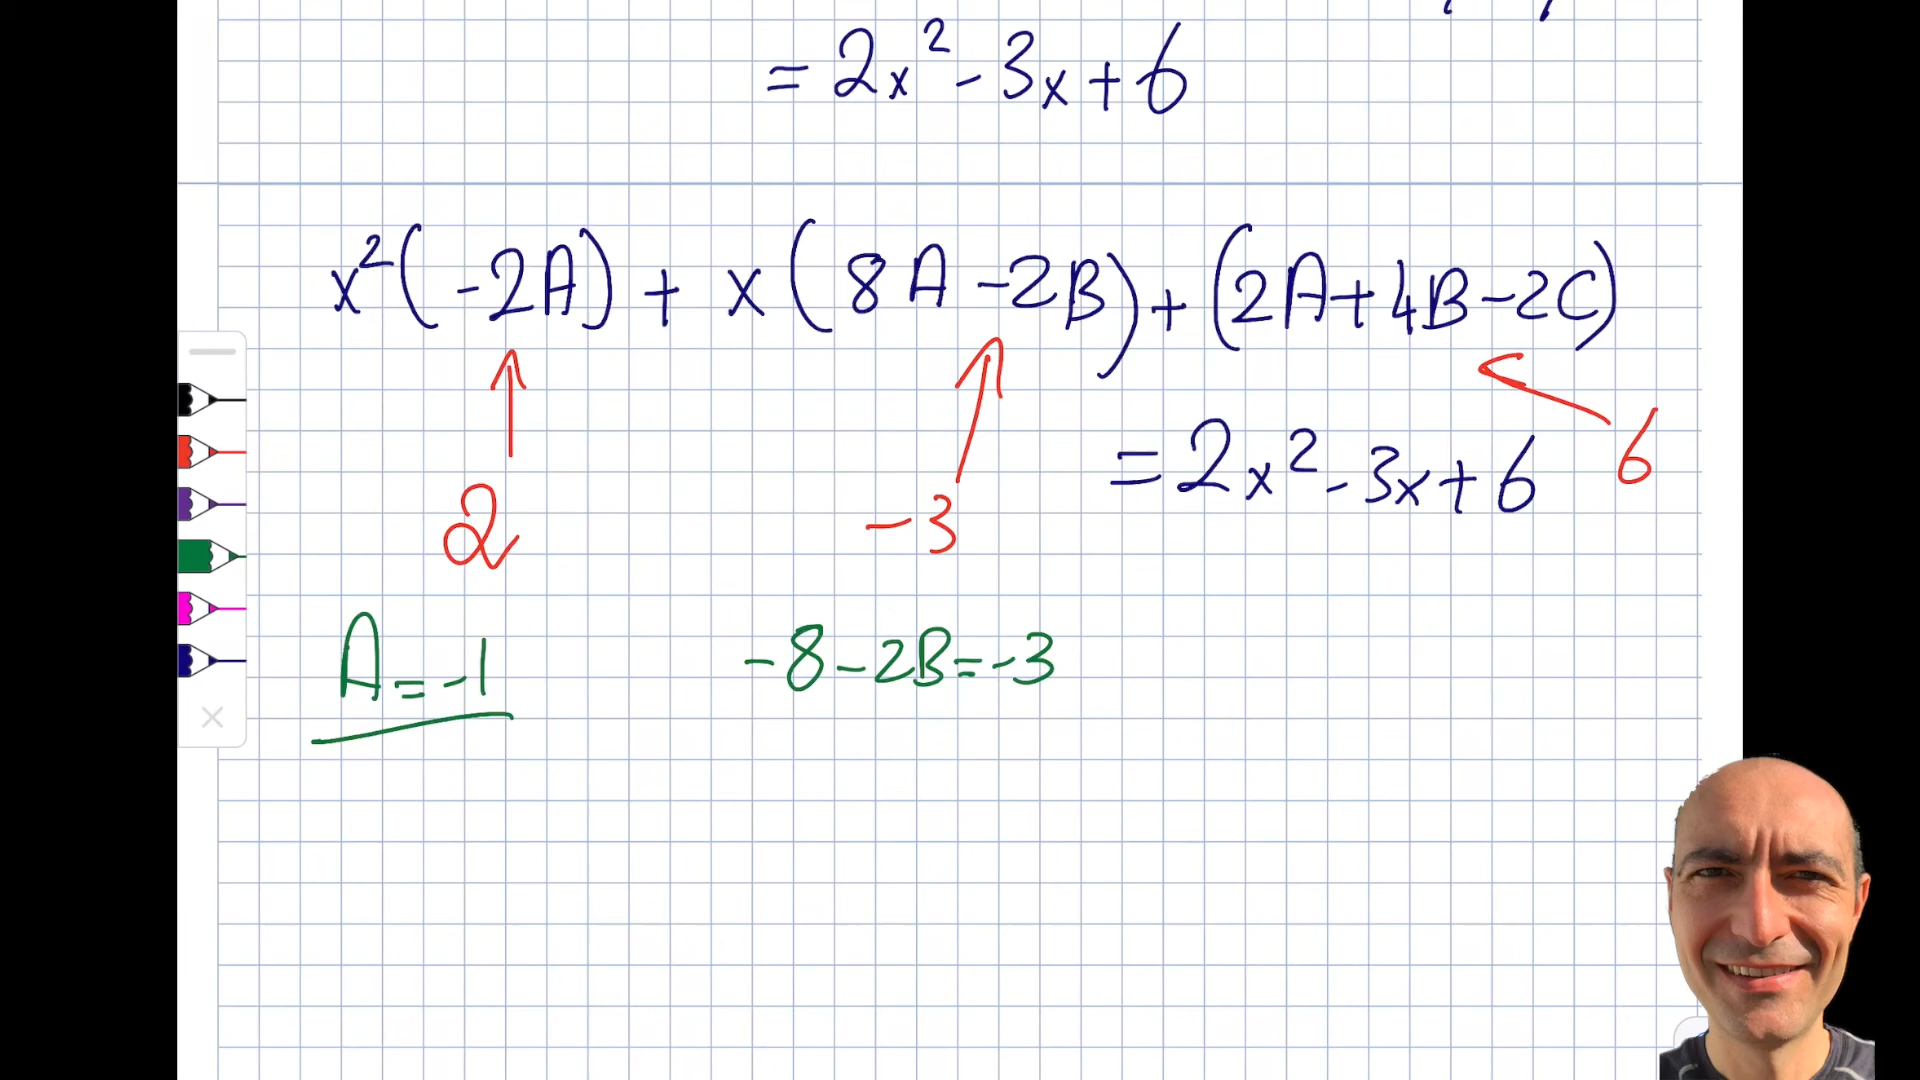 = 2x² - 3x + 6
x²(-2A) + x(8A - 2B) + (2A + 4B - 2C)
= 2x² - 3x + 6
2
-3
6
A = -1
-8 - 2B = -3